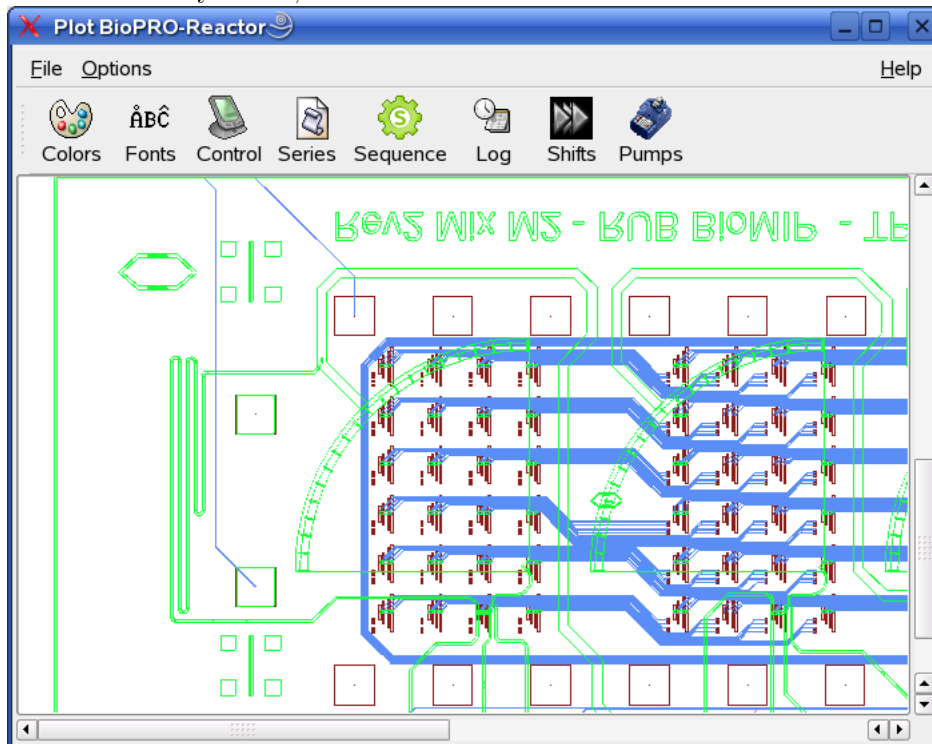 Plot BioPRO-Reactor
File Options Help
ÅBĈ
S
Colors Fonts Control Series Sequence Log Shifts Pumps
Rev2 Mix M2 - RUB BioMIP - TP